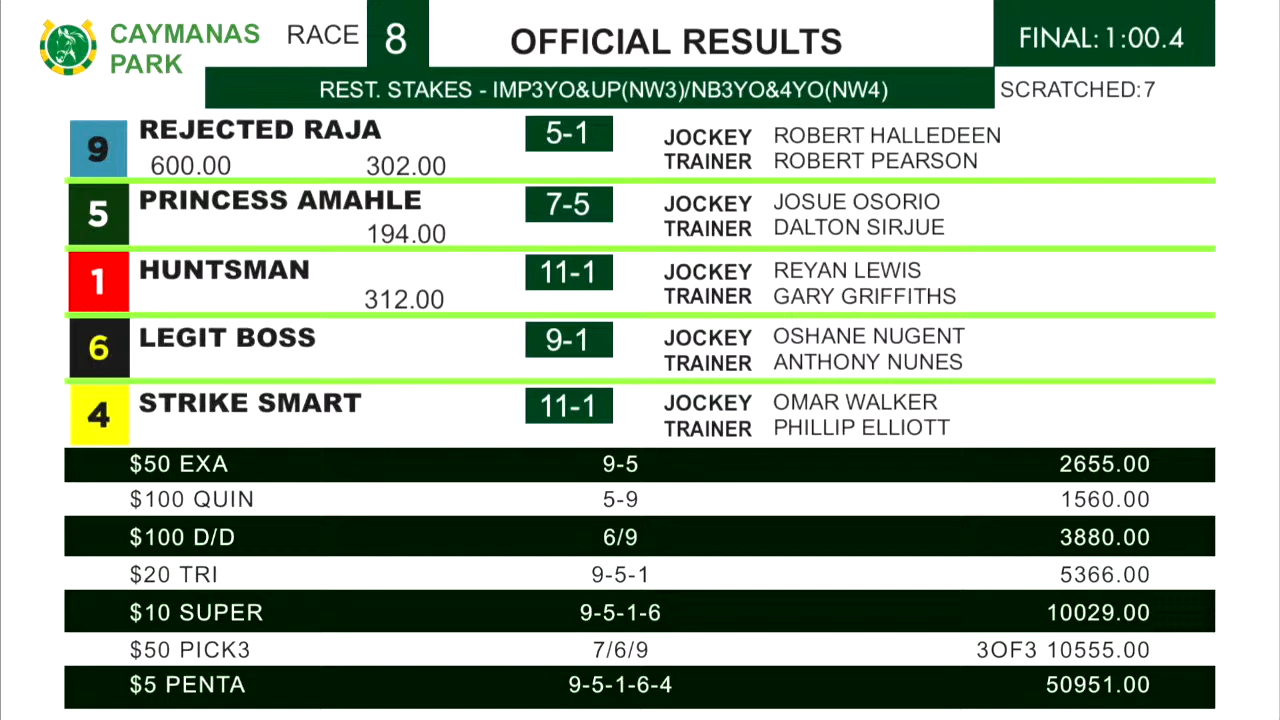 CAYMANAS PARK
RACE 8
OFFICIAL RESULTS
FINAL: 1:00.4
REST. STAKES - IMP3YO&UP(NW3)/NB3YO&4YO(NW4)
SCRATCHED:7
9 REJECTED RAJA 5-1 JOCKEY ROBERT HALLEDEEN
600.00 302.00 TRAINER ROBERT PEARSON
5 PRINCESS AMAHLE 7-5 JOCKEY JOSUE OSORIO
194.00 TRAINER DALTON SIRJUE
1 HUNTSMAN 11-1 JOCKEY REYAN LEWIS
312.00 TRAINER GARY GRIFFITHS
6 LEGIT BOSS 9-1 JOCKEY OSHANE NUGENT
TRAINER ANTHONY NUNES
4 STRIKE SMART 11-1 JOCKEY OMAR WALKER
TRAINER PHILLIP ELLIOTT
$50 EXA 9-5 2655.00
$100 QUIN 5-9 1560.00
$100 D/D 6/9 3880.00
$20 TRI 9-5-1 5366.00
$10 SUPER 9-5-1-6 10029.00
$50 PICK3 7/6/9 3OF3 10555.00
$5 PENTA 9-5-1-6-4 50951.00